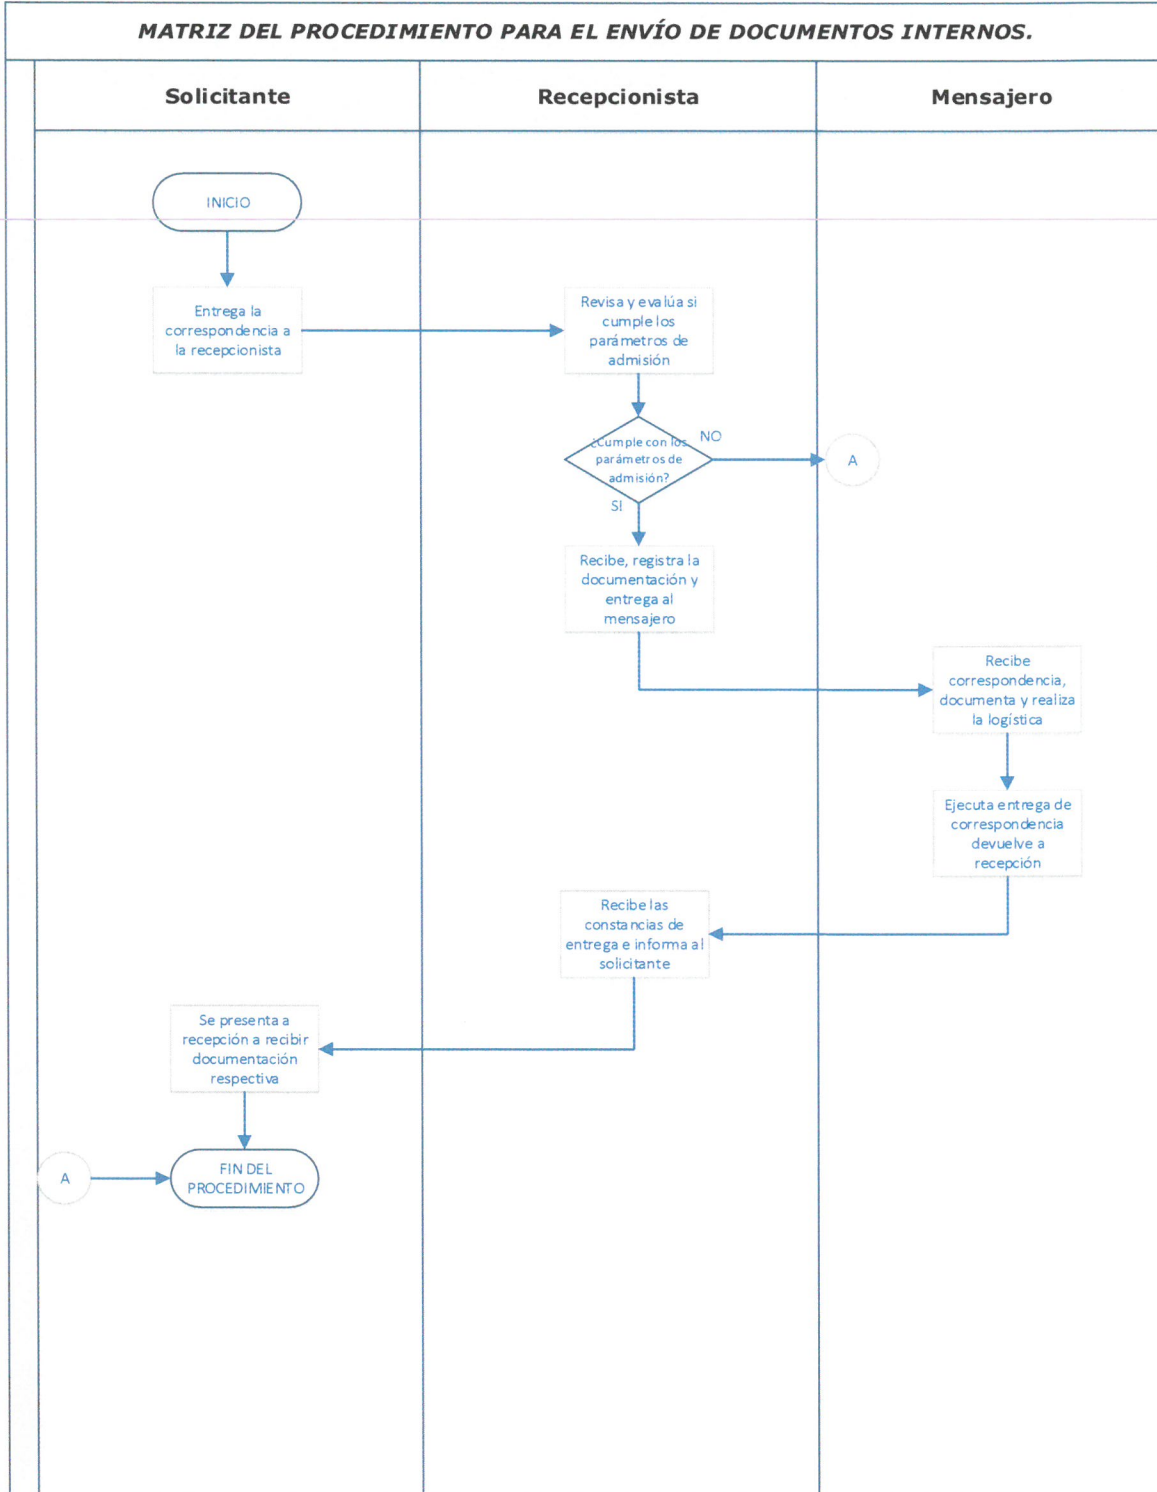 MATRIZ DEL PROCEDIMIENTO PARA EL ENVÍO DE DOCUMENTOS INTERNOS.
Solicitante
Recepcionista
Mensajero
INICIO
Entrega la
correspondencia a
la recepcionista
Revisa y evalúa si
cumple los
parámetros de
admisión
¿Cumple con los
parámetros de
admisión?
NO
A
SI
Recibe, registra la
documentación y
entrega al
mensajero
Recibe
correspondencia,
documenta y realiza
la logística
Ejecuta entrega de
correspondencia
devuelve a
recepción
Recibe las
constancias de
entrega e informa al
solicitante
Se presenta a
recepción a recibir
documentación
respectiva
A
FIN DEL
PROCEDIMIENTO